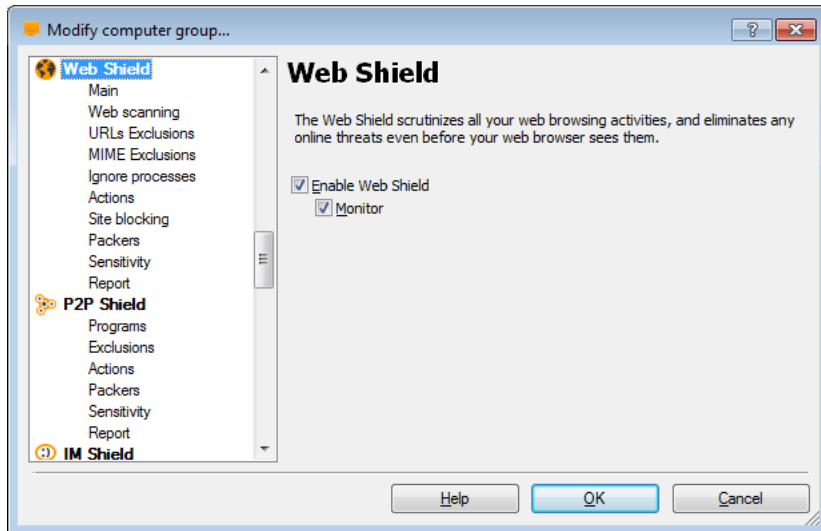 Modify computer group...
Web Shield
Main
Web scanning
URLs Exclusions
MIME Exclusions
Ignore processes
Actions
Site blocking
Packers
Sensitivity
Report
P2P Shield
Programs
Exclusions
Actions
Packers
Sensitivity
Report
IM Shield
Web Shield
The Web Shield scrutinizes all your web browsing activities, and eliminates any
online threats even before your web browser sees them.
Enable Web Shield
Monitor
Help
OK
Cancel